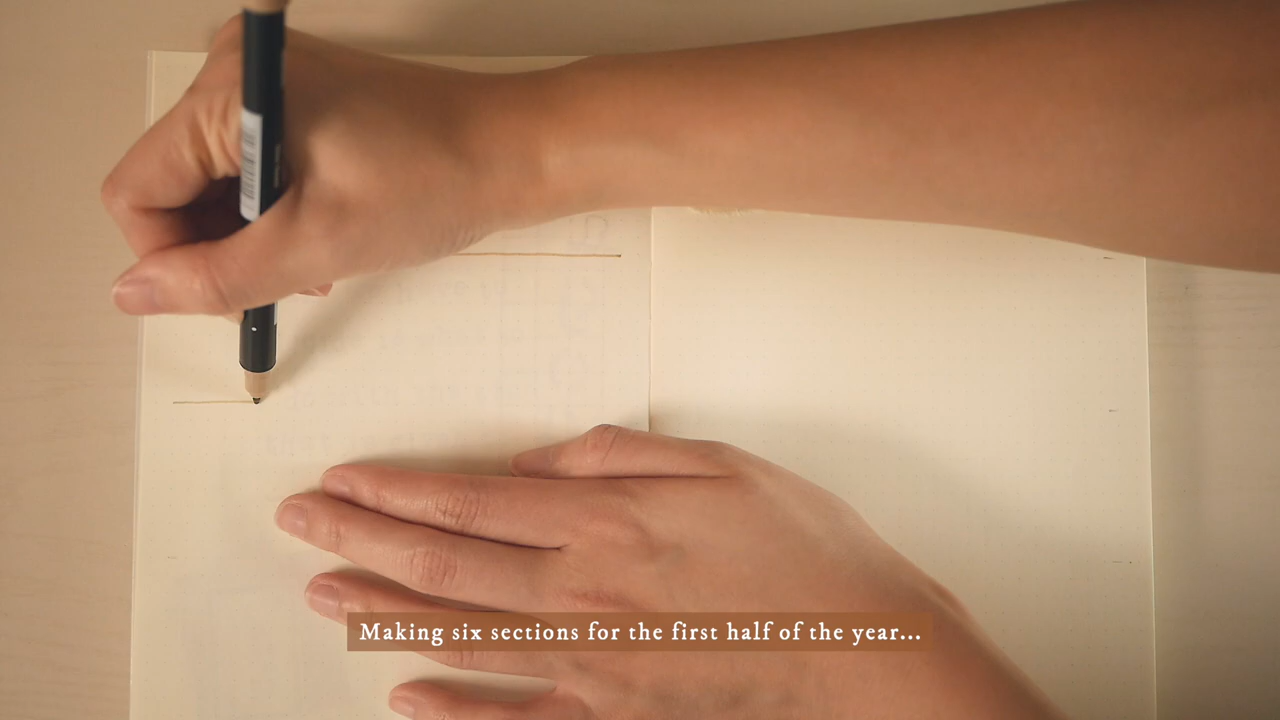 Making six sections for the first half of the year...